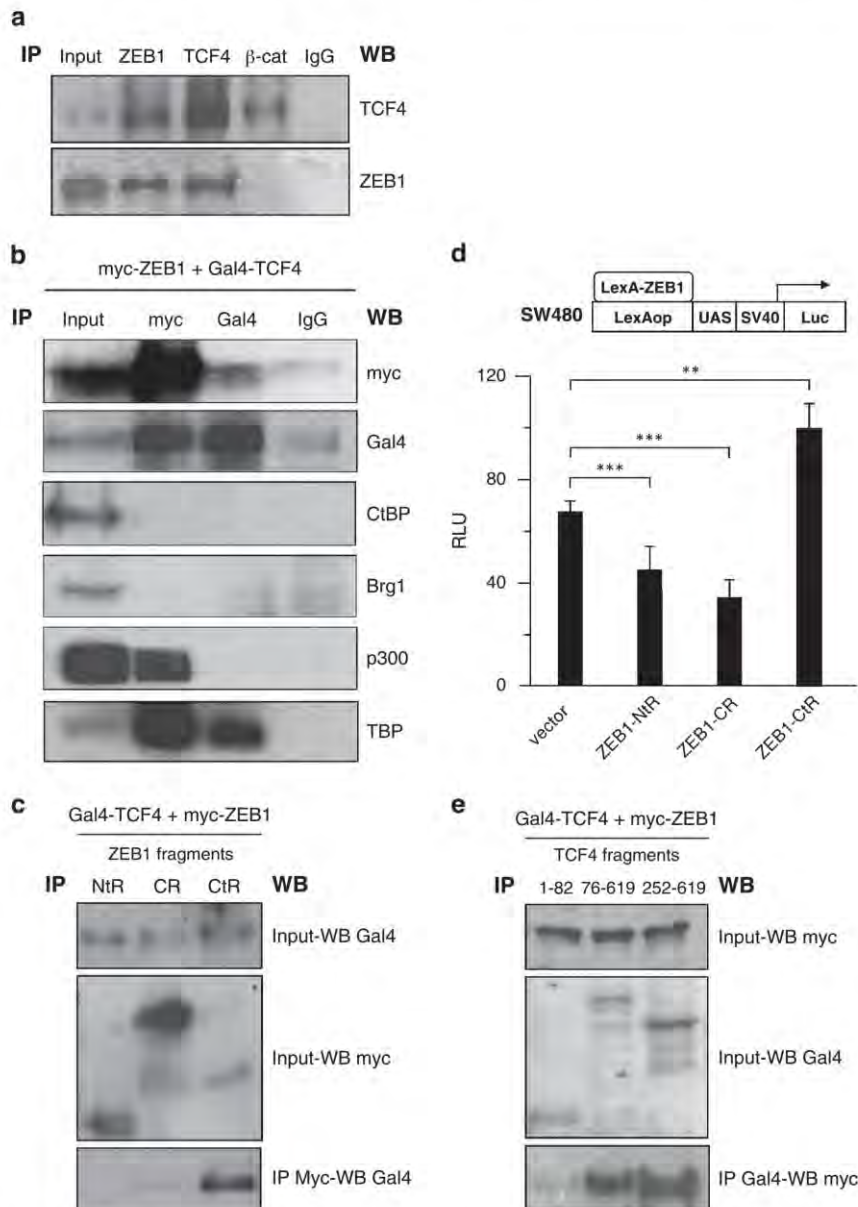 a
IP Input ZEB1 TCF4 β-cat IgG WB
TCF4
ZEB1
b
myc-ZEB1 + Gal4-TCF4
IP Input myc Gal4 IgG WB
myc
Gal4
CtBP
Brg1
p300
TBP
c
Gal4-TCF4 + myc-ZEB1
ZEB1 fragments
IP NtR CR CtR WB
Input-WB Gal4
Input-WB myc
IP Myc-WB Gal4
d
LexA-ZEB1
SW480 LexAop UAS SV40 Luc
120
80
40
0
RLU
**
***
***
vector
ZEB1-NtR
ZEB1-CR
ZEB1-CtR
e
Gal4-TCF4 + myc-ZEB1
TCF4 fragments
IP 1-82 76-619 252-619 WB
Input-WB myc
Input-WB Gal4
IP Gal4-WB myc